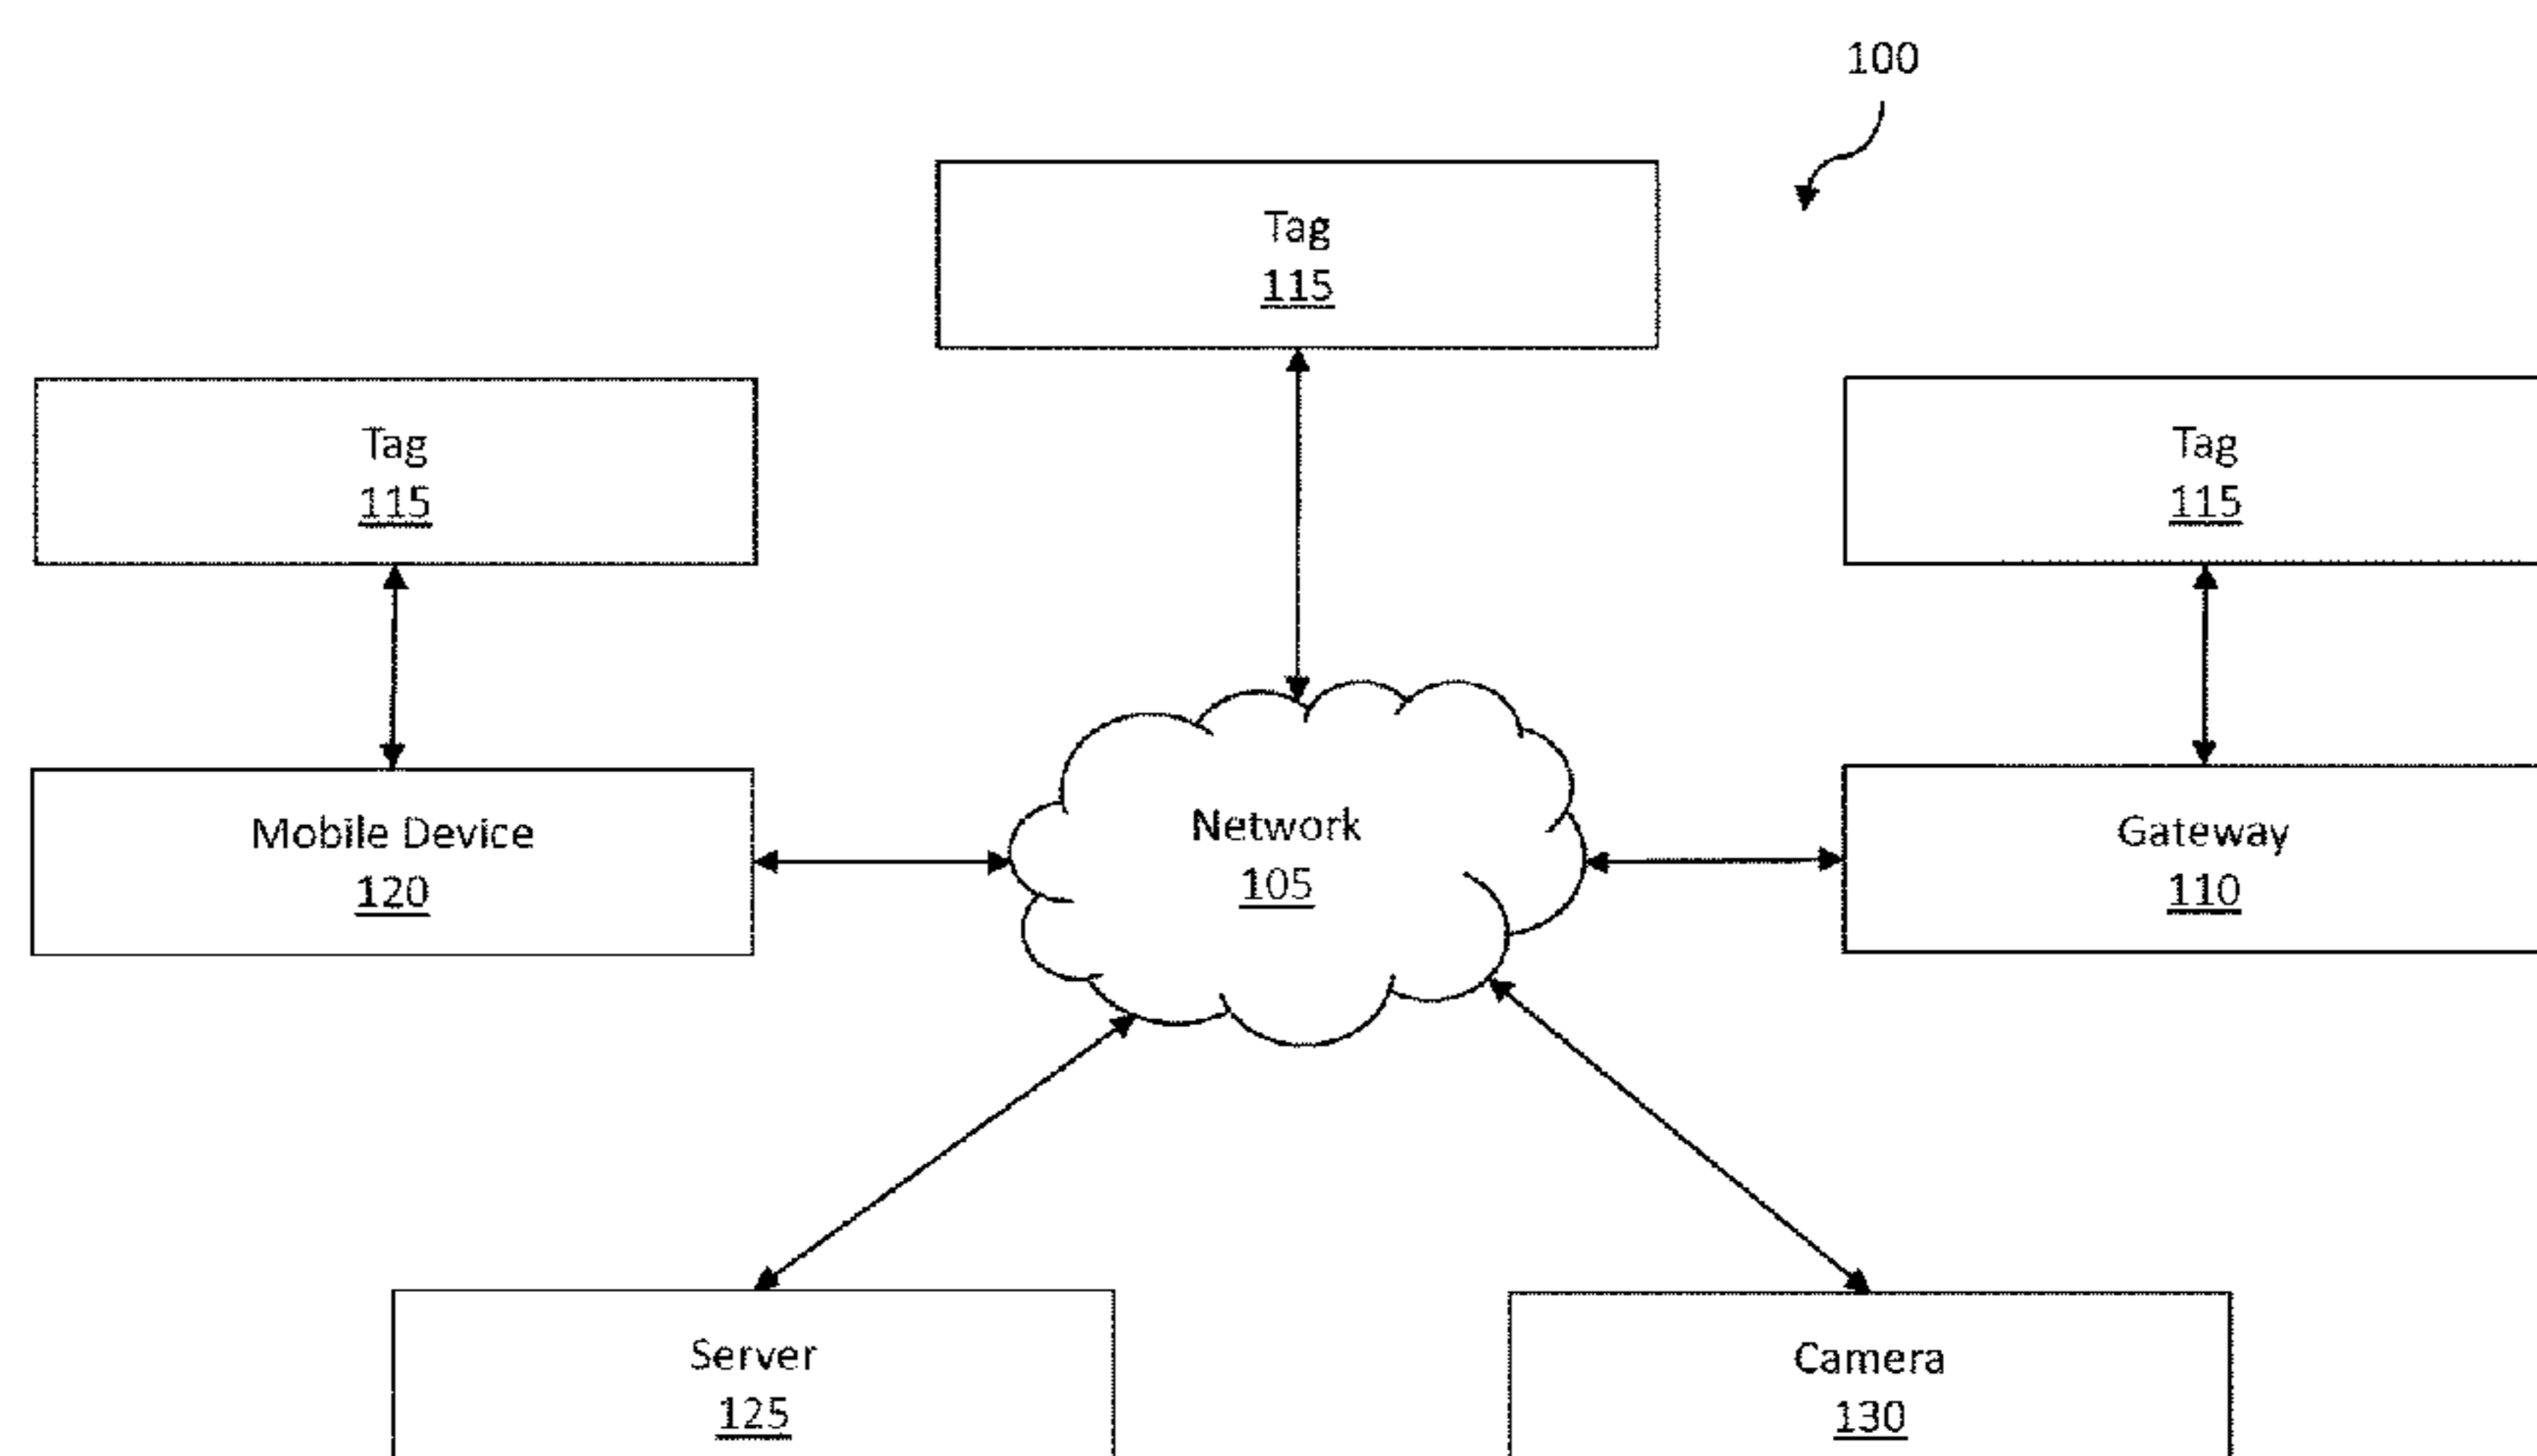 100
Tag
115
Tag
115
Tag
115
Mobile Device
120
Network
105
Gateway
110
Server
125
Camera
130